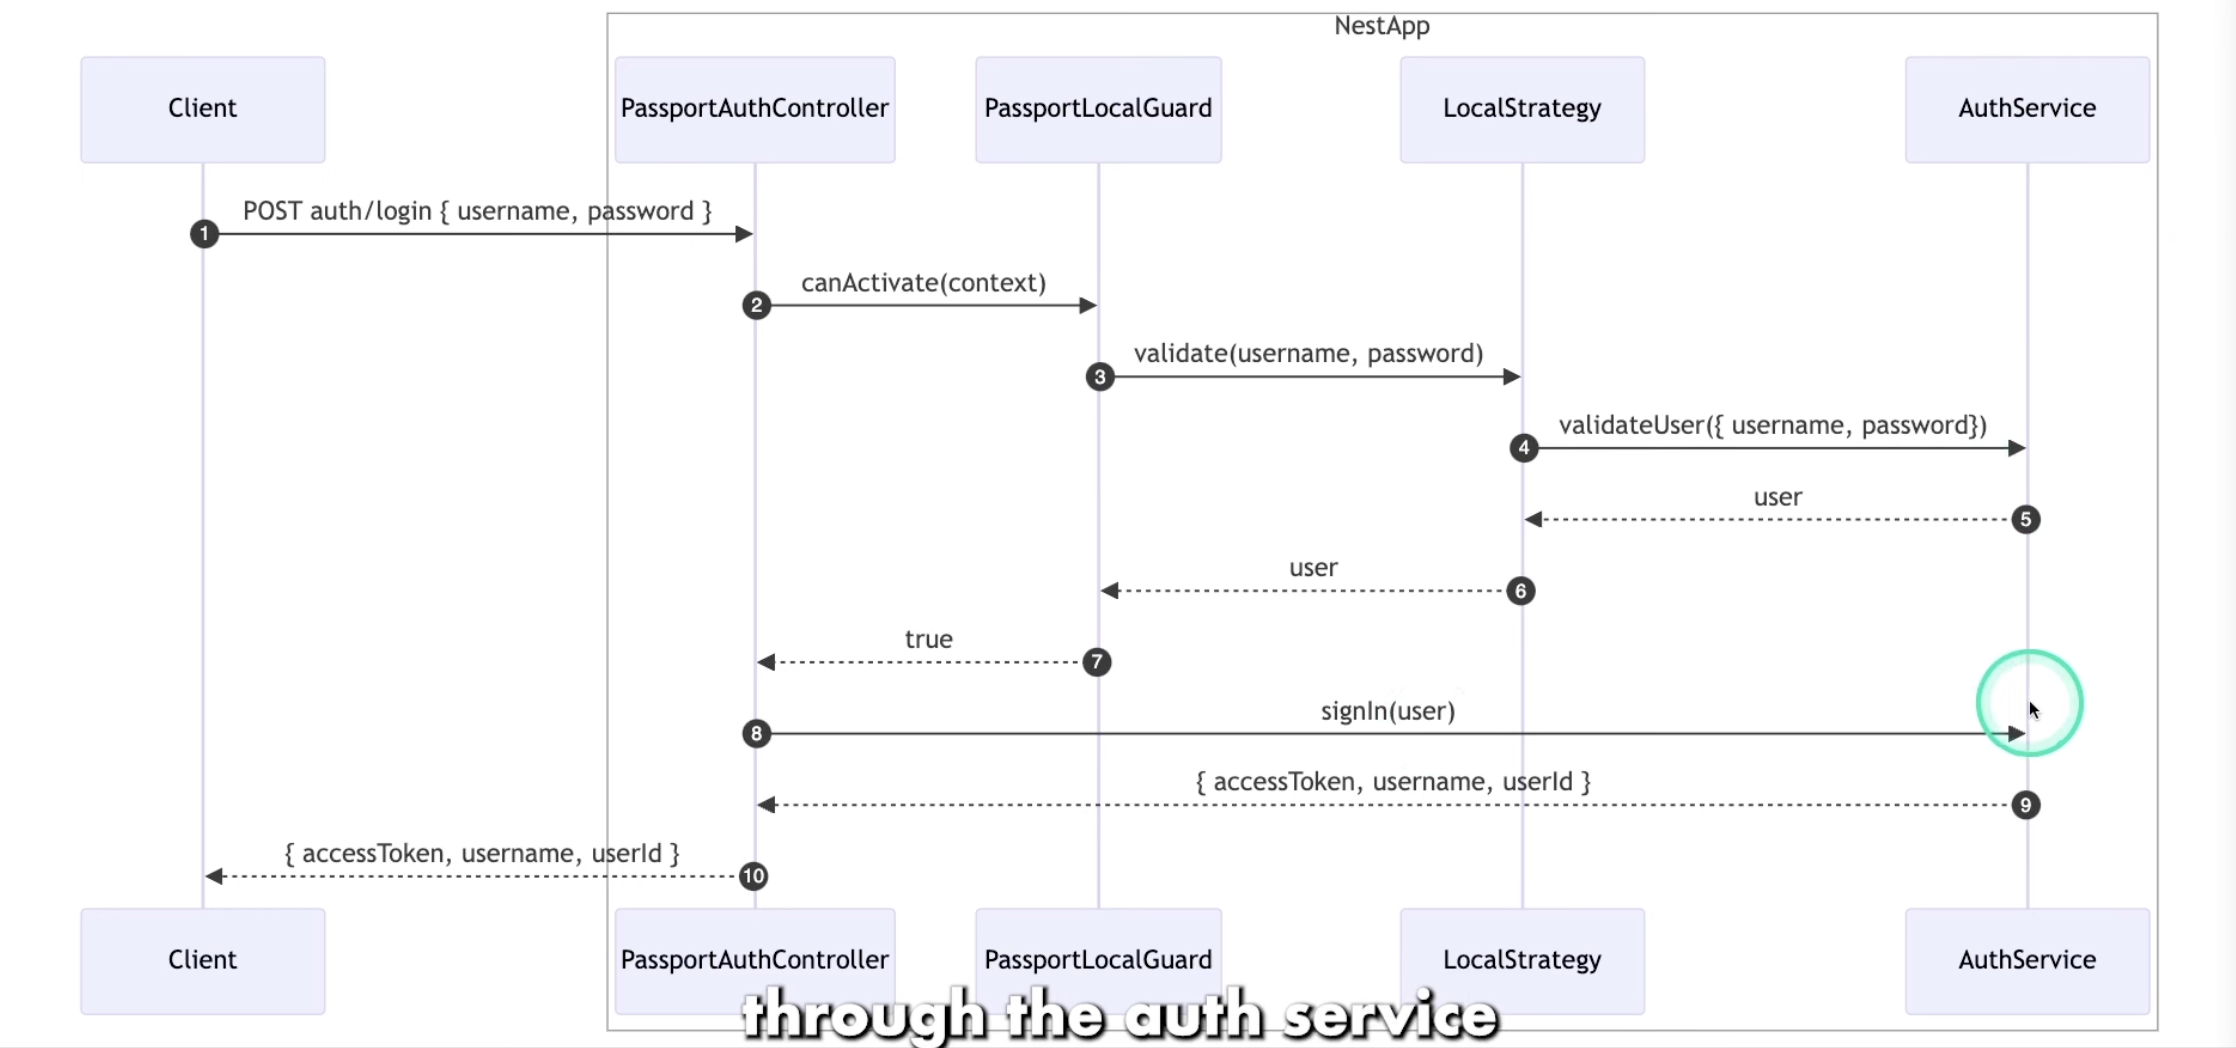 NestApp
Client
PassportAuthController
PassportLocalGuard
LocalStrategy
AuthService
POST auth/login { username, password }
1
canActivate(context)
2
validate(username, password)
3
validateUser({ username, password})
4
user
5
user
6
true
7
signIn(user)
8
{ accessToken, username, userId }
9
{ accessToken, username, userId }
10
Client
PassportAuthController
PassportLocalGuard
LocalStrategy
AuthService
through the auth service